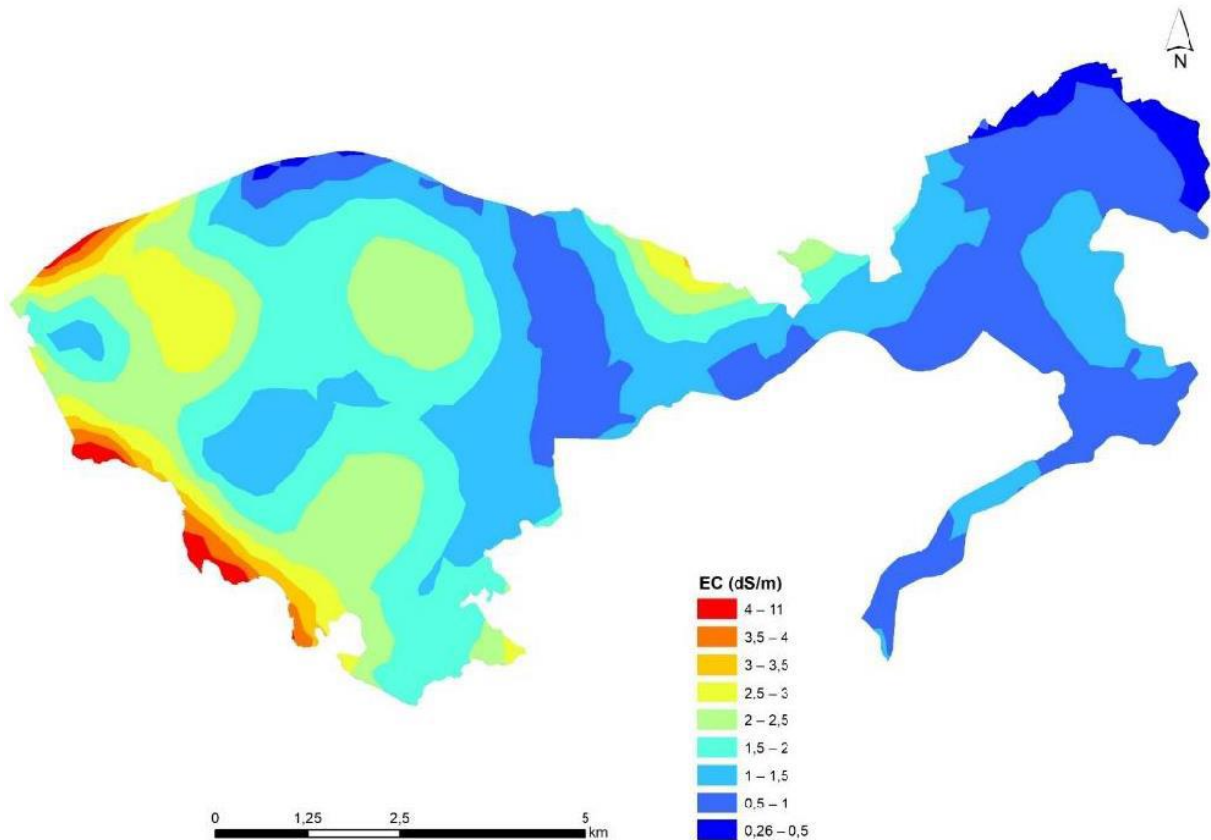 N
EC (dS/m)
4 – 11
3,5 – 4
3 – 3,5
2,5 – 3
2 – 2,5
1,5 – 2
1 – 1,5
0,5 – 1
0,26 – 0,5
0 1,25 2,5 5
km